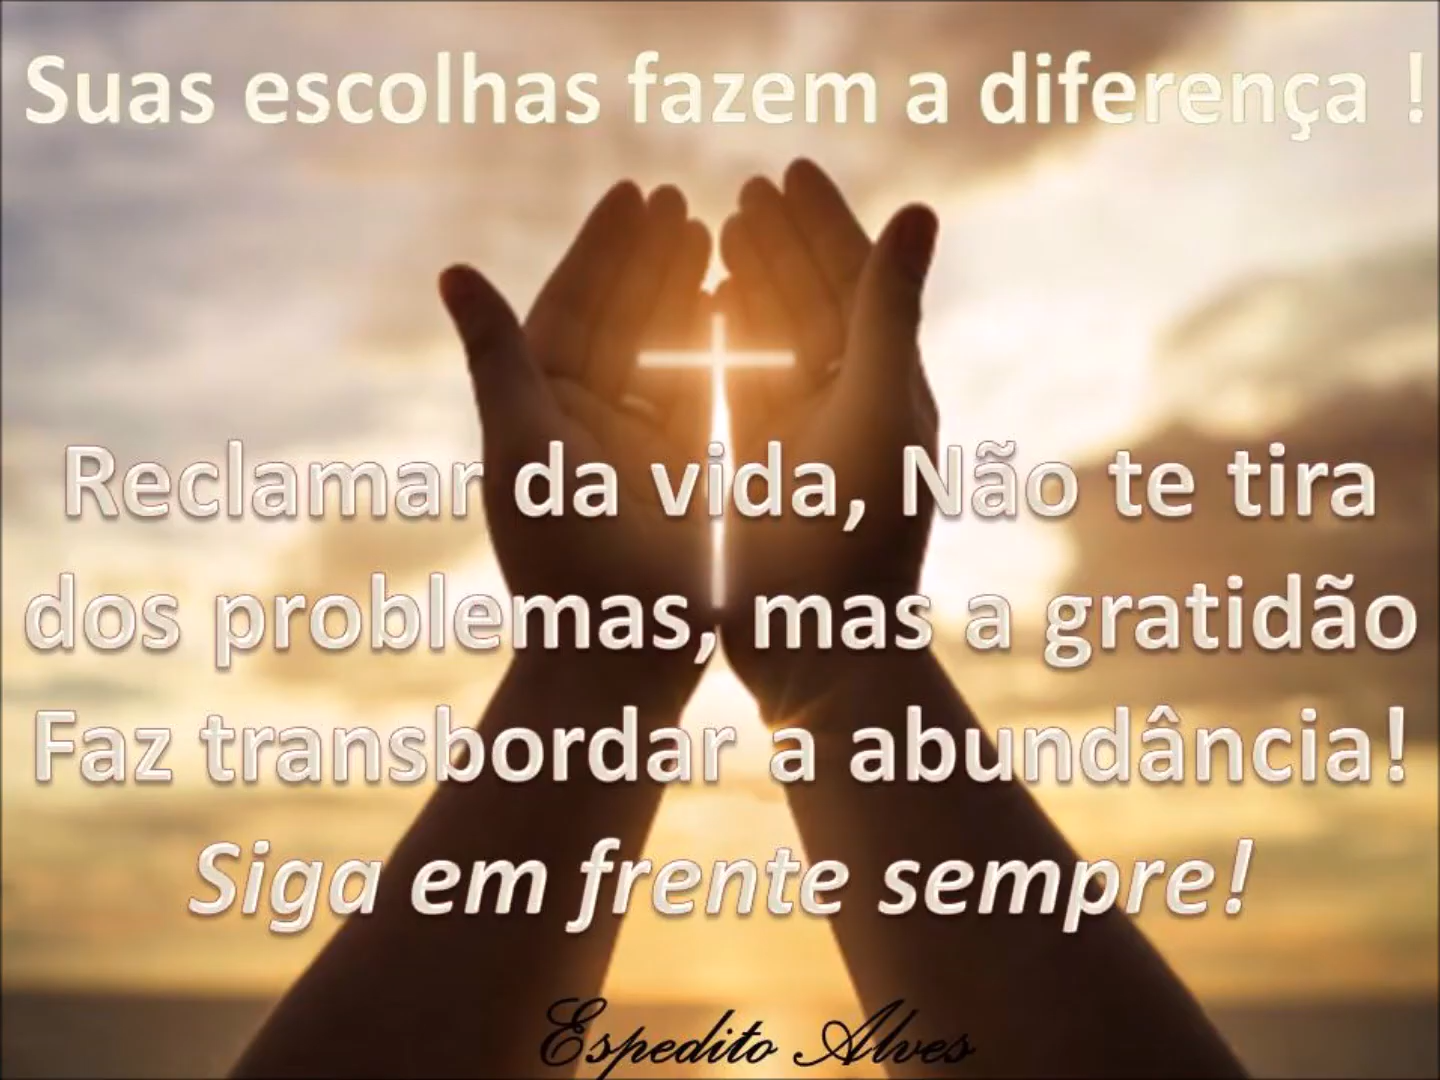 Suas escolhas fazem a diferença !
Reclamar da vida, Não te tira
dos problemas, mas a gratidão
Faz transbordar a abundância!
Siga em frente sempre!
Espedito Alves